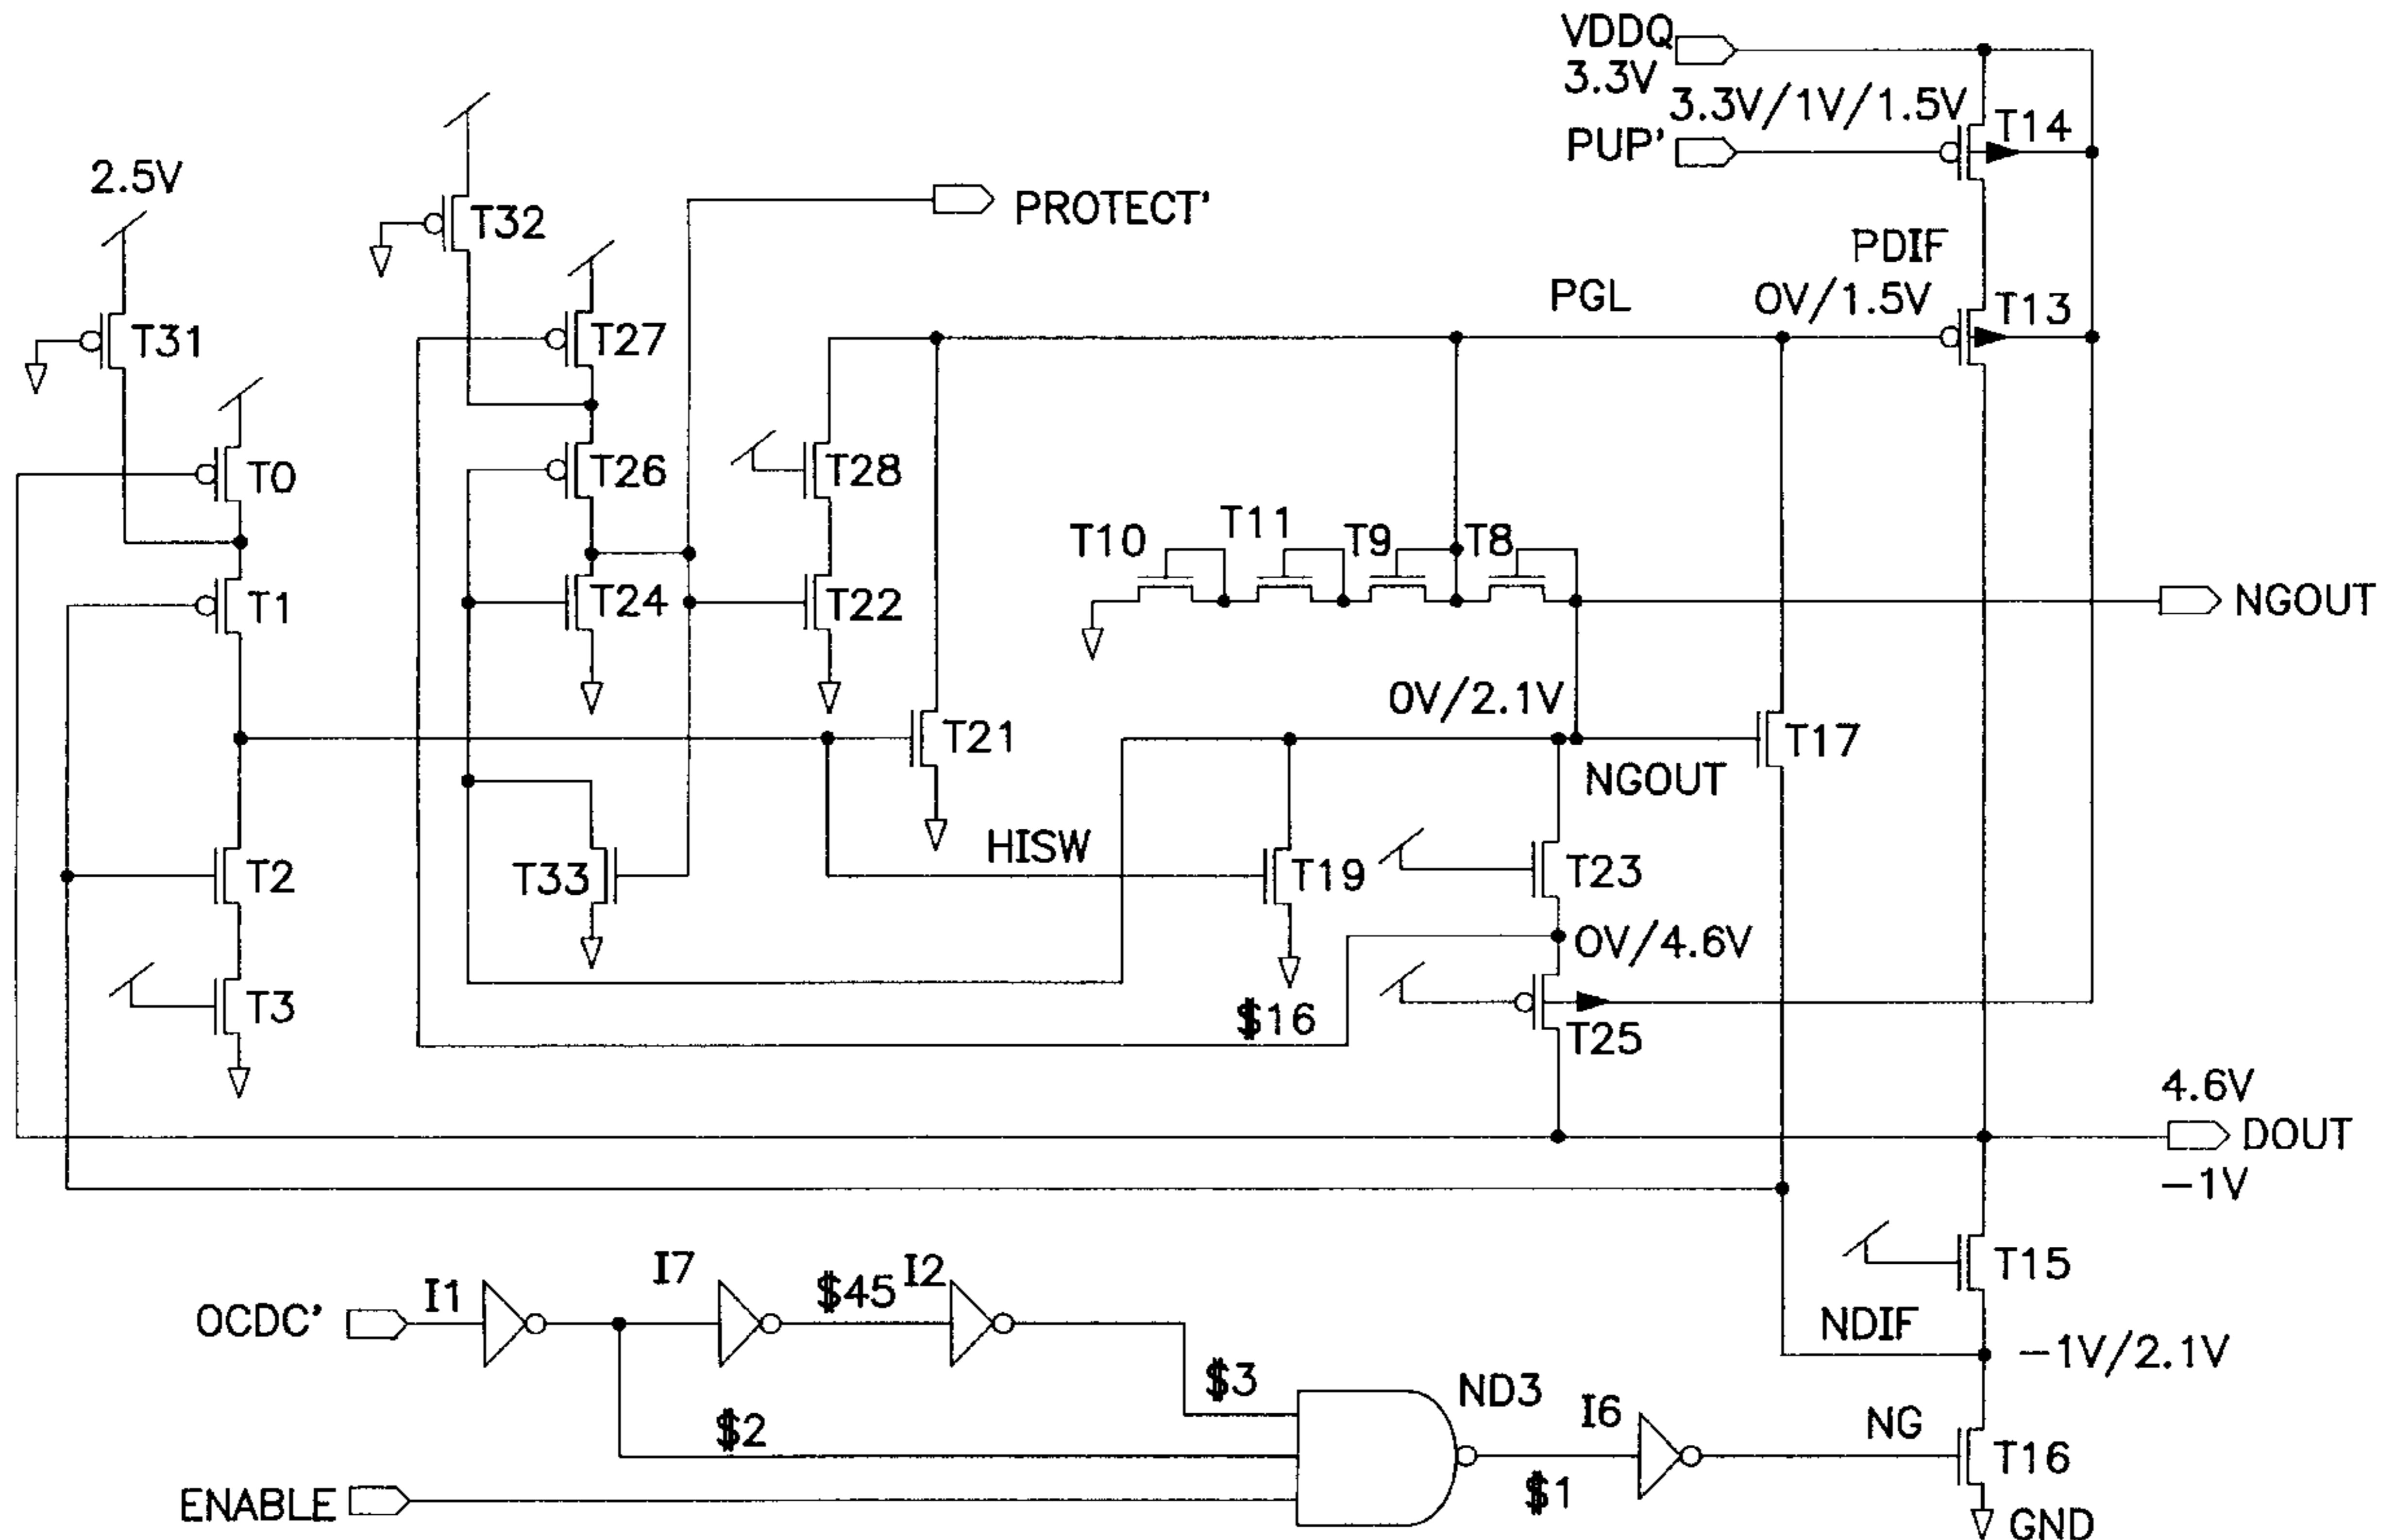 VDDQ
3.3V
3.3V/1V/1.5V
PUP'
T14
2.5V
T32
PROTECT'
PDIF
0V/1.5V
PGL
T13
T31
T27
T0
T26
T28
T10
T11
T9
T8
T1
T24
T22
NGOUT
0V/2.1V
T21
T17
NGOUT
HISW
T2
T33
T19
T23
0V/4.6V
T3
$16
T25
4.6V
DOUT
-1V
OCDC'
I1
I7
$45
I2
T15
NDIF
-1V/2.1V
$3
ND3
$2
I6
NG
T16
ENABLE
$1
GND